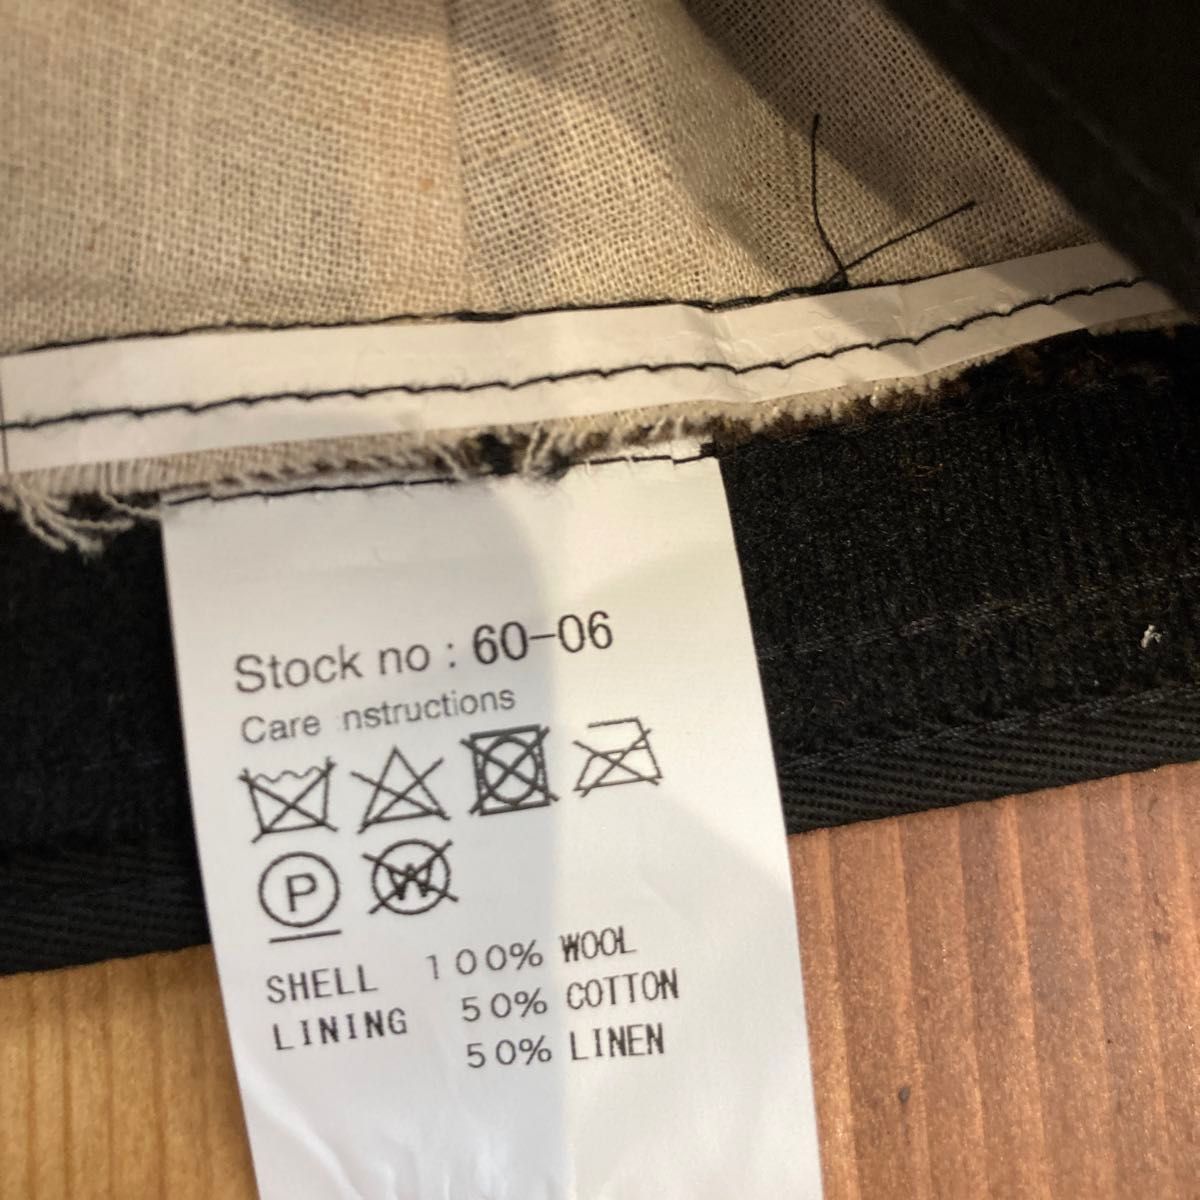 Stock no : 60-06
Care nstructions
P W
SHELL 100% WOOL
LINING 50% COTTON
50% LINEN